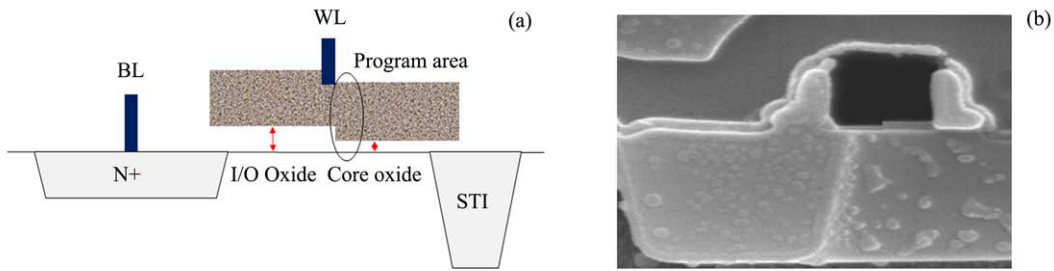 WL
(a)
Program area
BL
N+
I/O Oxide
Core oxide
STI
(b)